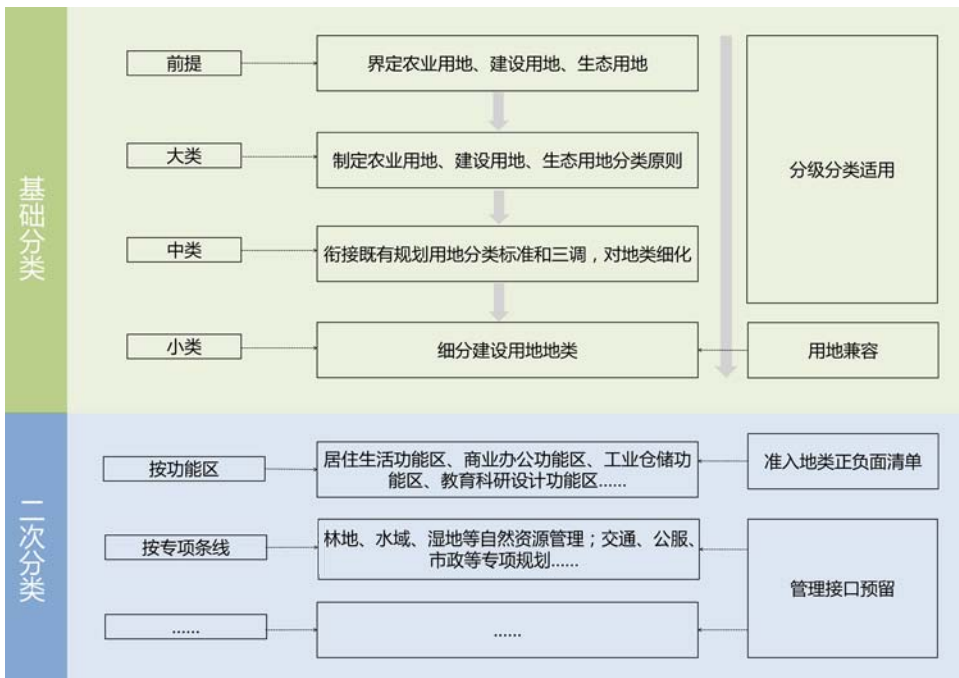 基础分类
前提
界定农业用地、建设用地、生态用地
大类
制定农业用地、建设用地、生态用地分类原则
分级分类适用
中类
衔接既有规划用地分类标准和三调，对地类细化
小类
细分建设用地地类
用地兼容
二次分类
按功能区
居住生活功能区、商业办公功能区、工业仓储功
能区、教育科研设计功能区......
准入地类正负面清单
按专项条线
林地、水域、湿地等自然资源管理；交通、公服、
市政等专项规划......
管理接口预留
......
......